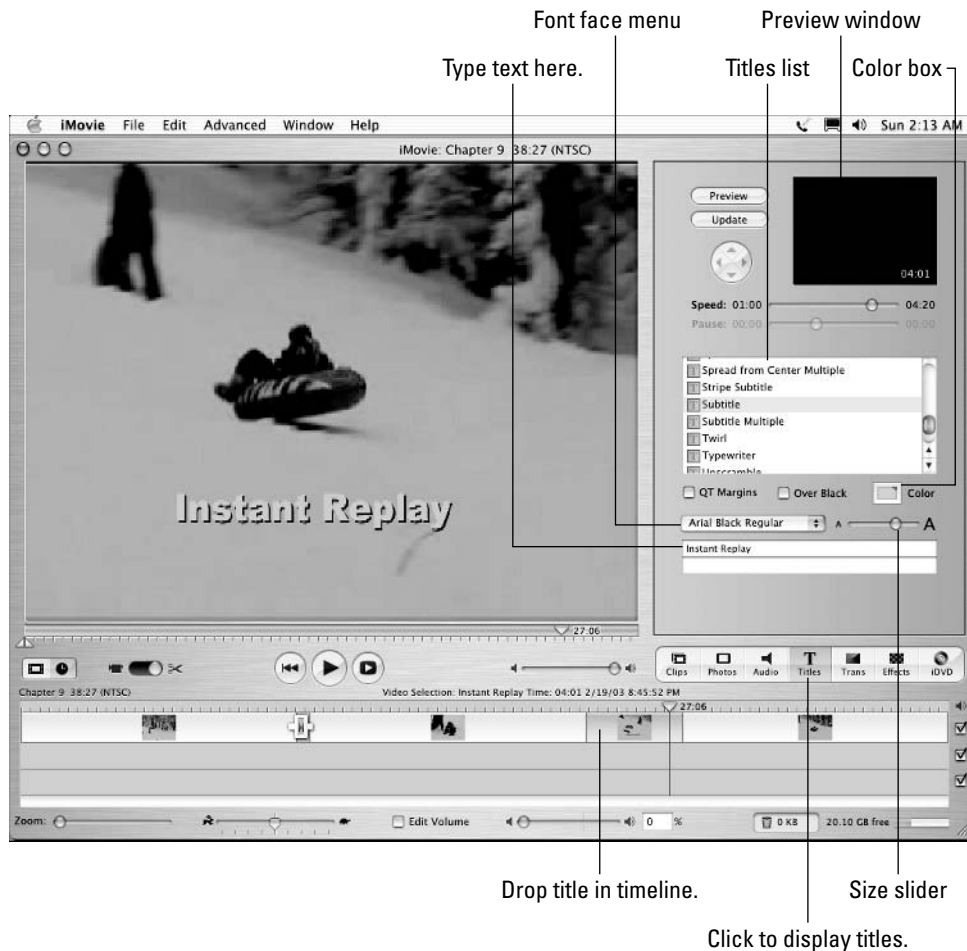 Font face menu
Preview window
Type text here.
Titles list
Color box
iMovie File Edit Advanced Window Help
Sun 2:13 AM
iMovie: Chapter 9 38:27 (NTSC)
Preview
Update
04:01
Speed: 01:00
04:20
Pause: 00:00
00:00
Spread from Center Multiple
Stripe Subtitle
Subtitle
Subtitle Multiple
Twirl
Typewriter
Unscramble
QT Margins
Over Black
Color
Arial Black Regular
A
A
Instant Replay
Instant Replay
27:06
Clips
Photos
Audio
T
Titles
Trans
Effects
iDVD
Chapter 9 38:27 (NTSC)
Video Selection: Instant Replay Time: 04:01 2/19/03 8:45:52 PM
27:06
Zoom:
Edit Volume
0 %
0 KB
20.10 GB free
Drop title in timeline.
Size slider
Click to display titles.